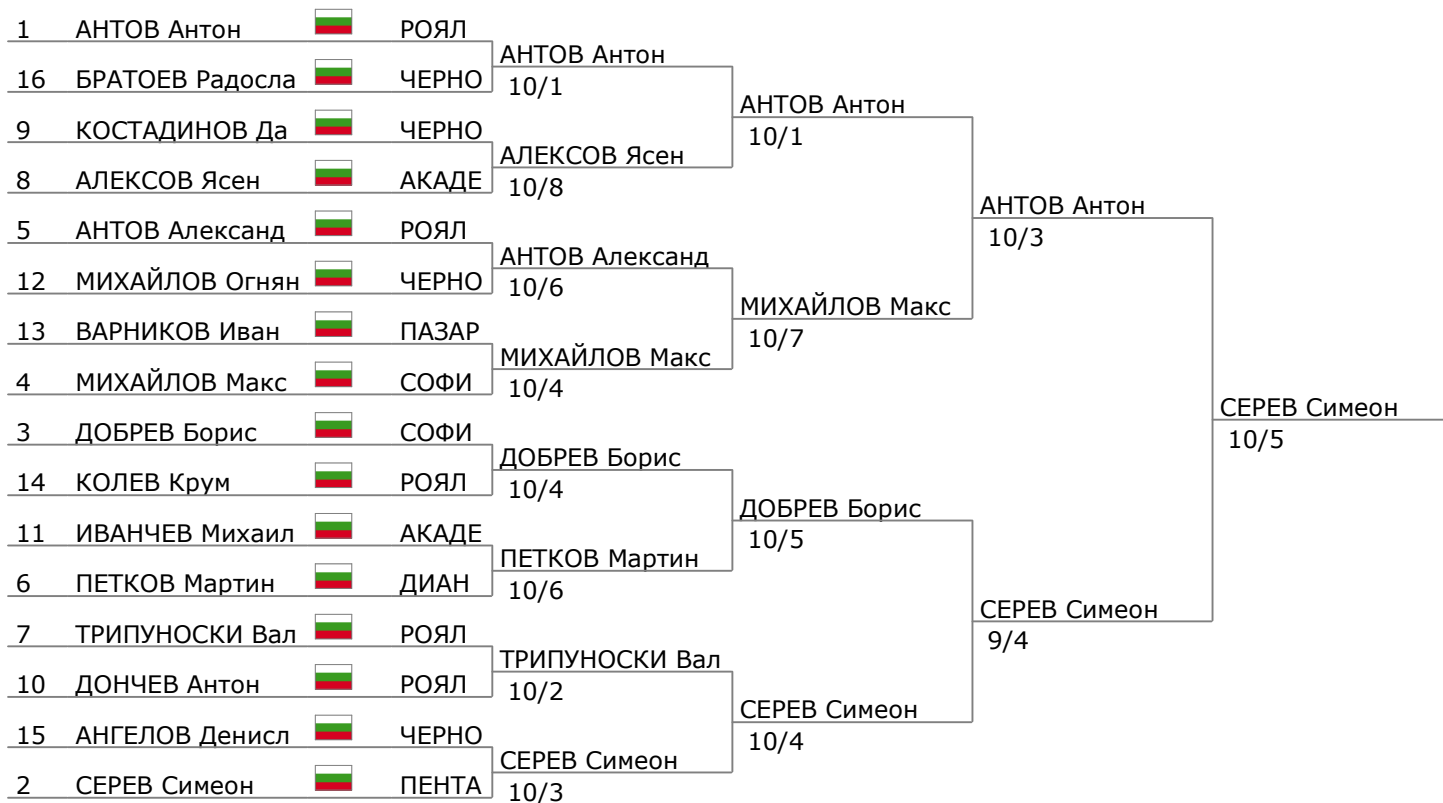 1 АНТОВ Антон РОЯЛ
16 БРАТОЕВ Радосла ЧЕРНО
9 КОСТАДИНОВ Да ЧЕРНО
8 АЛЕКСОВ Ясен АКАДЕ
5 АНТОВ Александ РОЯЛ
12 МИХАЙЛОВ Огнян ЧЕРНО
13 ВАРНИКОВ Иван ПАЗАР
4 МИХАЙЛОВ Макс СОФИ
3 ДОБРЕВ Борис СОФИ
14 КОЛЕВ Крум РОЯЛ
11 ИВАНЧЕВ Михаил АКАДЕ
6 ПЕТКОВ Мартин ДИАН
7 ТРИПУНОСКИ Вал РОЯЛ
10 ДОНЧЕВ Антон РОЯЛ
15 АНГЕЛОВ Денисл ЧЕРНО
2 СЕРЕВ Симеон ПЕНТА
АНТОВ Антон
10/1
АЛЕКСОВ Ясен
10/8
АНТОВ Александ
10/6
МИХАЙЛОВ Макс
10/4
ДОБРЕВ Борис
10/4
ПЕТКОВ Мартин
10/6
ТРИПУНОСКИ Вал
10/2
СЕРЕВ Симеон
10/3
АНТОВ Антон
10/1
МИХАЙЛОВ Макс
10/7
ДОБРЕВ Борис
10/5
СЕРЕВ Симеон
10/4
АНТОВ Антон
10/3
СЕРЕВ Симеон
9/4
СЕРЕВ Симеон
10/5